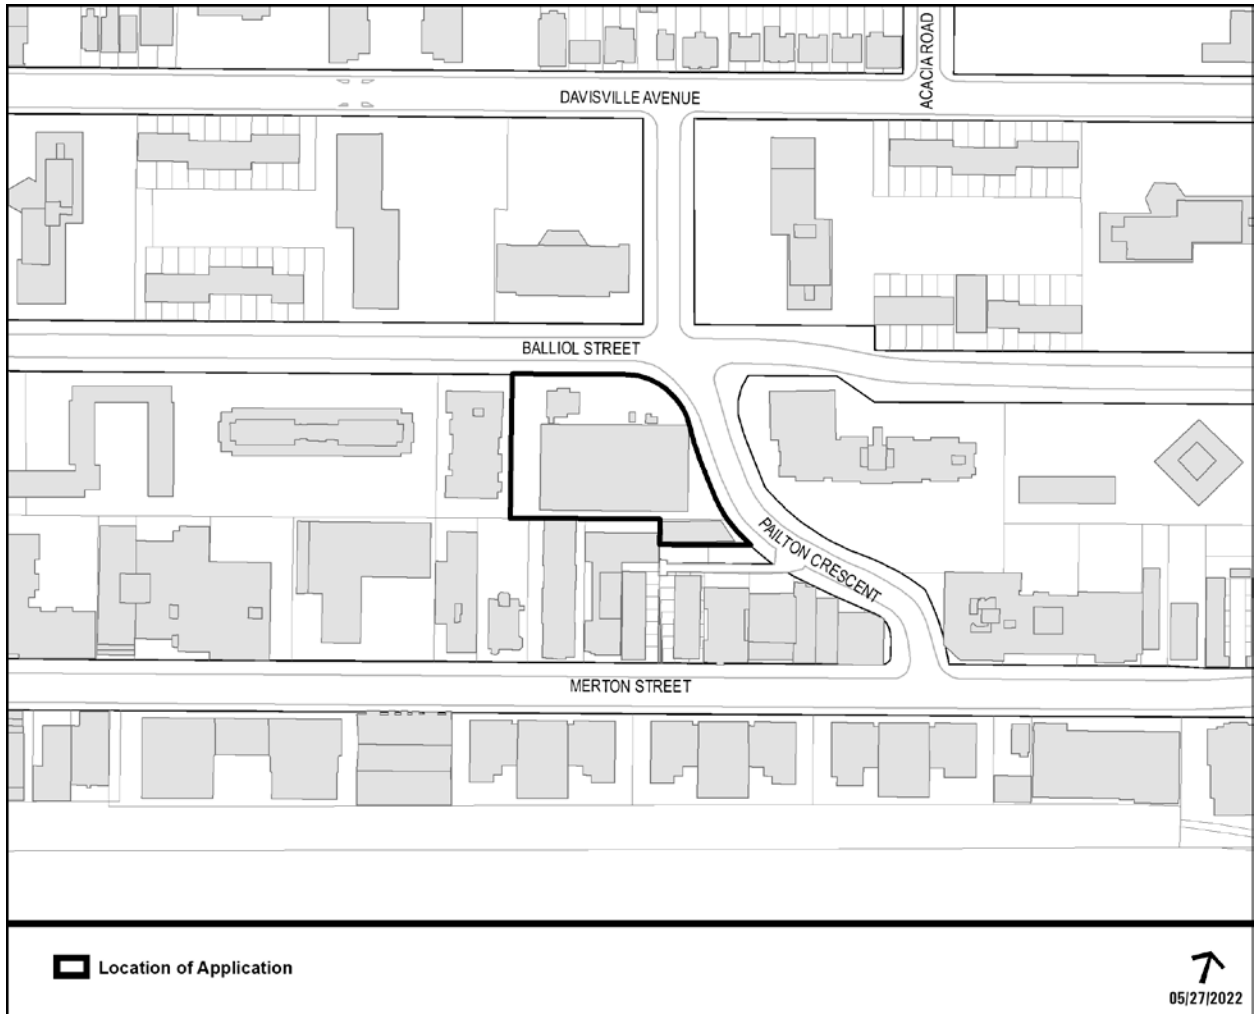 ACACIA ROAD
DAVISVILLE AVENUE
BALLIOL STREET
PAILTON CRESCENT
MERTON STREET
Location of Application
05/27/2022